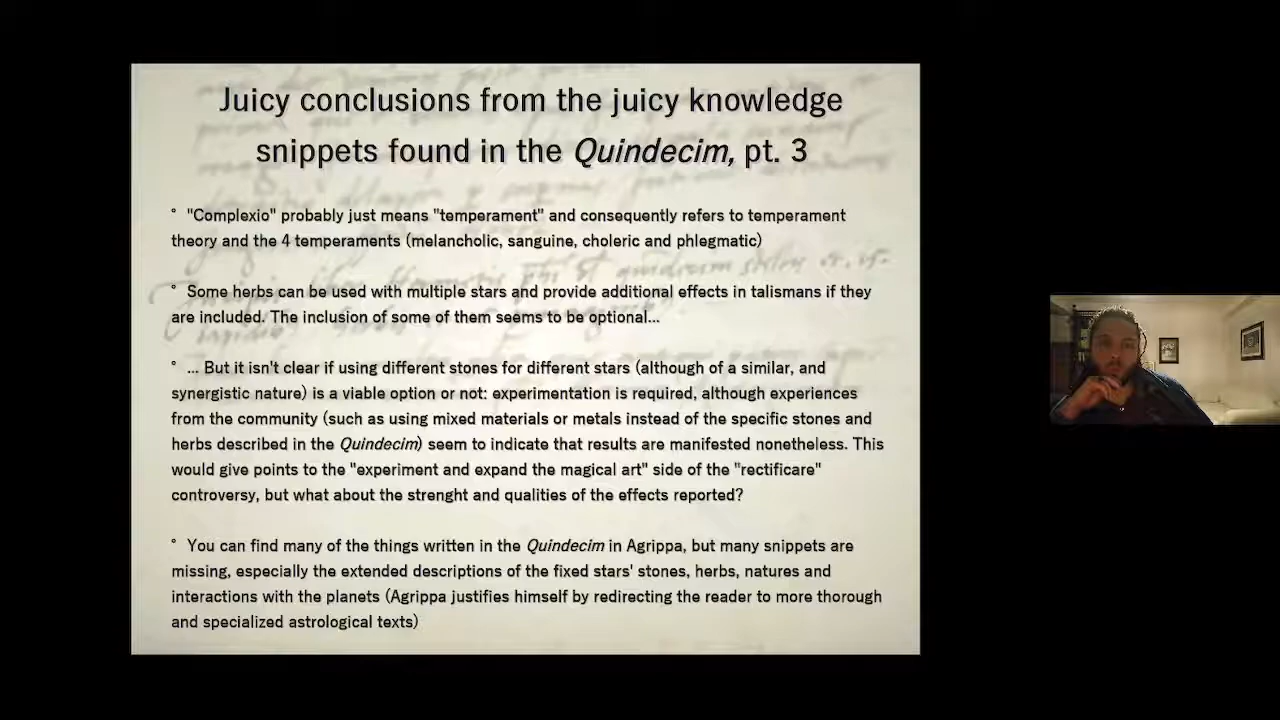 Juicy conclusions from the juicy knowledge
snippets found in the Quindecim, pt. 3
° "Complexio" probably just means "temperament" and consequently refers to temperament
theory and the 4 temperaments (melancholic, sanguine, choleric and phlegmatic)
° Some herbs can be used with multiple stars and provide additional effects in talismans if they
are included. The inclusion of some of them seems to be optional...
° ... But it isn't clear if using different stones for different stars (although of a similar, and
synergistic nature) is a viable option or not: experimentation is required, although experiences
from the community (such as using mixed materials or metals instead of the specific stones and
herbs described in the Quindecim) seem to indicate that results are manifested nonetheless. This
would give points to the "experiment and expand the magical art" side of the "rectificare"
controversy, but what about the strenght and qualities of the effects reported?
° You can find many of the things written in the Quindecim in Agrippa, but many snippets are
missing, especially the extended descriptions of the fixed stars' stones, herbs, natures and
interactions with the planets (Agrippa justifies himself by redirecting the reader to more thorough
and specialized astrological texts)